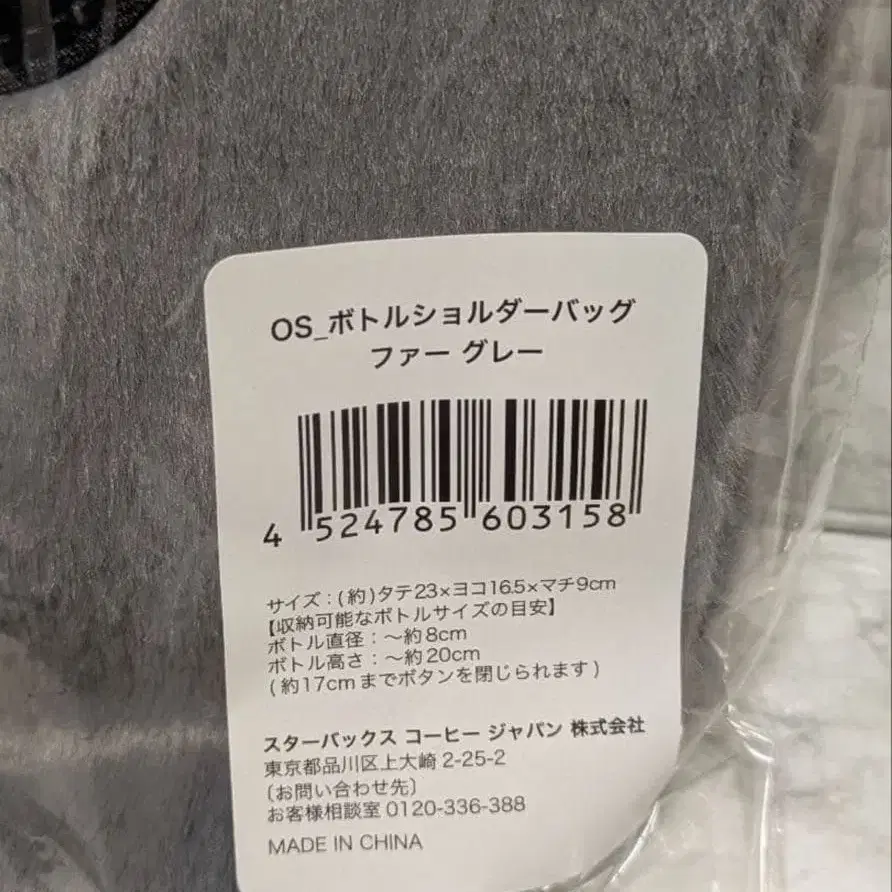 OS_ボトルショルダーバッグ
ファー グレー
4 524785 603158
サイズ：(約)タテ23×ヨコ16.5×マチ9cm
【収納可能なボトルサイズの目安】
ボトル直径：～約8cm
ボトル高さ：～約20cm
(約17cmまでボタンを閉じられます)
スターバックス コーヒー ジャパン 株式会社
東京都品川区上大崎 2-25-2
〔お問い合わせ先〕
お客様相談室 0120-336-388
MADE IN CHINA